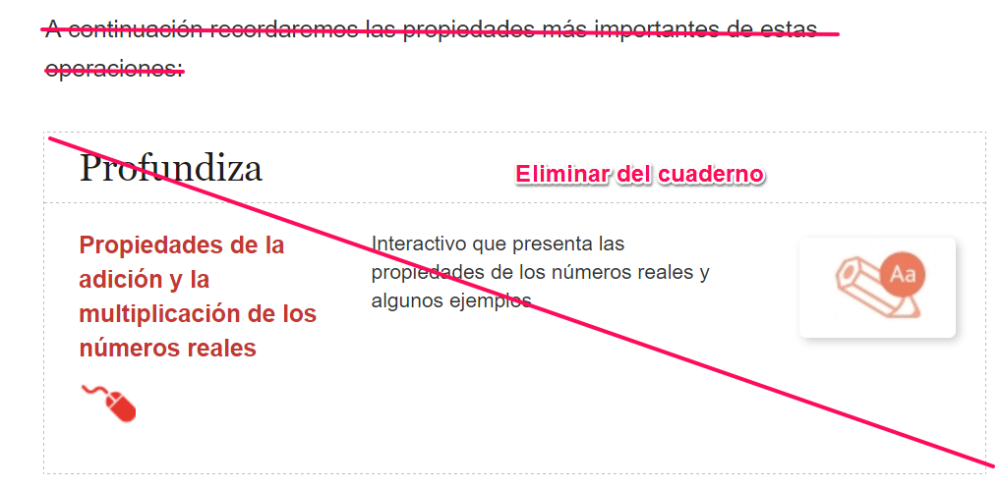 A continuación recordaremos las propiedades más importantes de estas
operaciones:
Profundiza
Eliminar del cuaderno
Propiedades de la
adición y la
multiplicación de los
números reales
Interactivo que presenta las
propiedades de los números reales y
algunos ejemplos
Aa